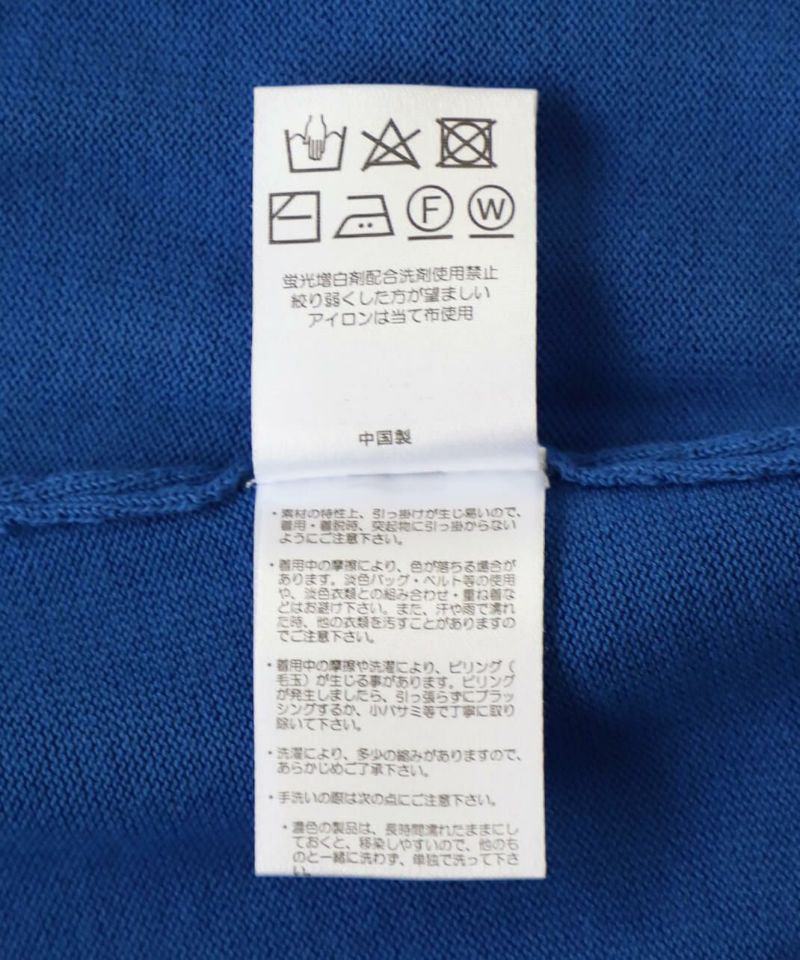 F W
蛍光増白剤配合洗剤使用禁止
絞り弱くした方が望ましい
アイロンは当て布使用
中国製
・素材の特性上、引っ掛けが生じ易いので、
着用・着脱時、突起物に引っ掛からない
ようにご注意下さい。
・着用中の摩擦により、色が落ちる場合が
あります。淡色バッグ・ベルト等の使用
や、淡色衣類との組み合わせ・重ね着な
どはお避け下さい。また、汗や雨で濡れ
た時、他の衣類を汚すことがありますの
でご注意下さい。
・着用中の摩擦や洗濯により、ピリング(
毛玉)が生じる事があります。ピリング
が発生しましたら、引っ張らずにブラッ
シングするか、小バサミ等で丁寧に取り
除いて下さい。
・洗濯により、多少の縮みがありますので、
あらかじめご了承下さい。
・手洗いの際は次の点にご注意下さい。
・濃色の製品は、長時間濡れたままにし
ておくと、移染しやすいので、他のも
のと一緒に洗わず、単独で洗って下さ
い。